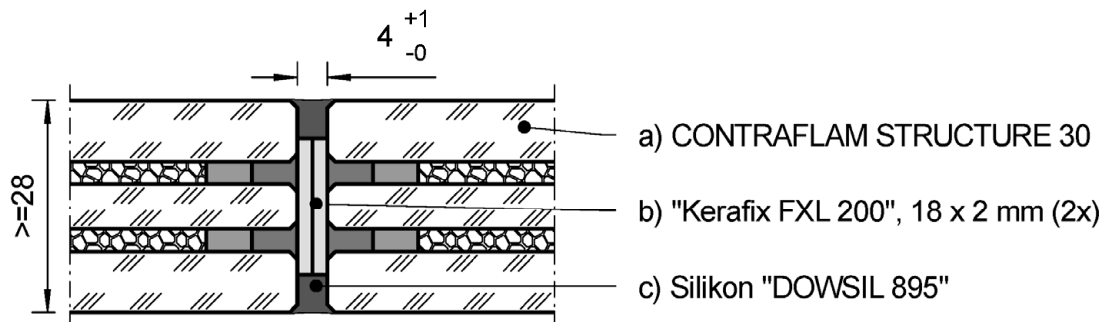 4 +1 -0
>=28
a) CONTRAFLAM STRUCTURE 30
b) "Kerafix FXL 200", 18 x 2 mm (2x)
c) Silikon "DOWSIL 895"